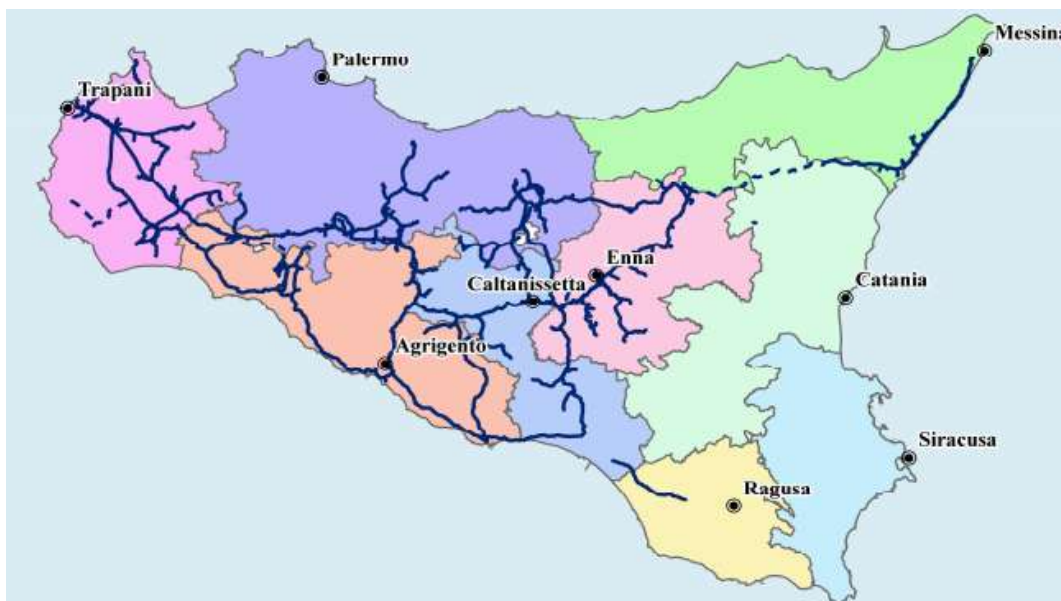 Messina
Palermo
Trapani
Enna
Caltanissetta
Catania
Agrigento
Siracusa
Ragusa